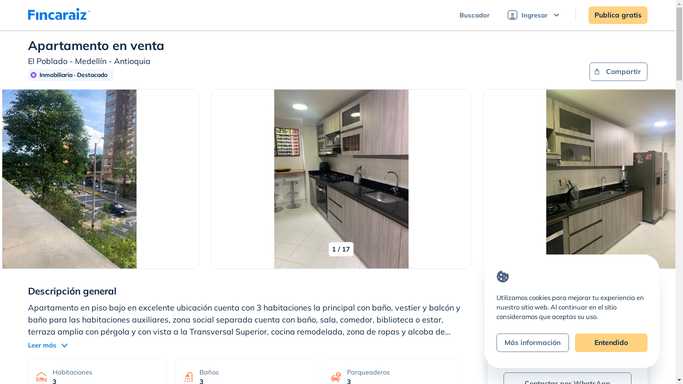 Fincaraiz
Buscador
Ingresar
Publica gratis
Apartamento en venta
El Poblado - Medellín - Antioquia
Inmobiliaria · Destacado
Compartir
1 / 17
Descripción general
Apartamento en piso bajo en excelente ubicación cuenta con 3 habitaciones la principal con baño, vestier y balcón y
baño para las habitaciones auxiliares, zona social separada cuenta con baño, sala, comedor, biblioteca o estar,
terraza amplia con pérgola y con vista a la Transversal Superior, cocina remodelada, zona de ropas y alcoba de...
Leer más
Habitaciones
3
Baños
3
Parqueaderos
3
Utilizamos cookies para mejorar tu experiencia en
nuestro sitio web. Al continuar en el sitio
consideramos que aceptas su uso.
Más información
Entendido
Contactar por WhatsApp